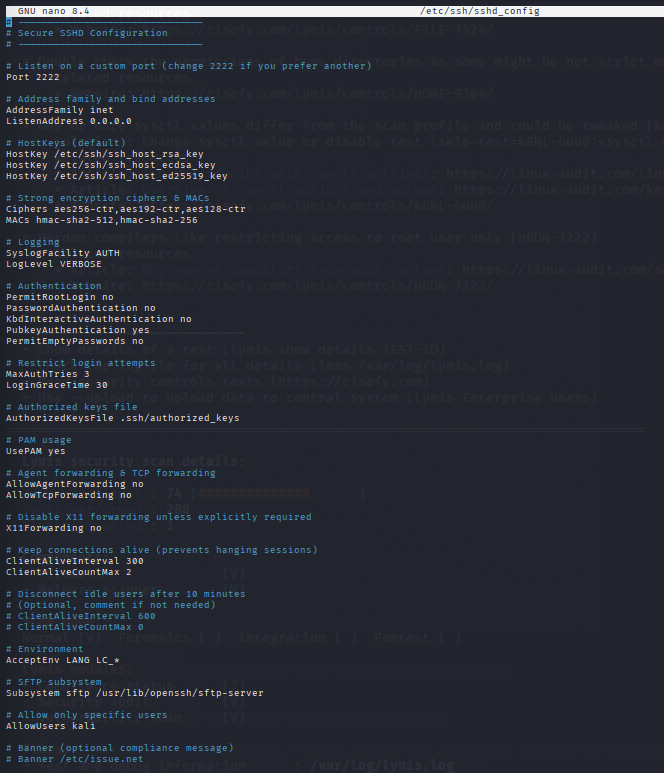 GNU nano 8.4 /etc/ssh/sshd_config
# ------------------------------
# Secure SSHD Configuration
# ------------------------------
# Listen on a custom port (change 2222 if you prefer another)
Port 2222
# Address family and bind addresses
AddressFamily inet
ListenAddress 0.0.0.0
# HostKeys (default)
HostKey /etc/ssh/ssh_host_rsa_key
HostKey /etc/ssh/ssh_host_ecdsa_key
HostKey /etc/ssh/ssh_host_ed25519_key
# Strong encryption ciphers & MACs
Ciphers aes256-ctr,aes192-ctr,aes128-ctr
MACs hmac-sha2-512,hmac-sha2-256
# Logging
SyslogFacility AUTH
LogLevel VERBOSE
# Authentication
PermitRootLogin no
PasswordAuthentication no
KbdInteractiveAuthentication no
PubkeyAuthentication yes
PermitEmptyPasswords no
# Restrict login attempts
MaxAuthTries 3
LoginGraceTime 30
# Authorized keys file
AuthorizedKeysFile .ssh/authorized_keys
# PAM usage
UsePAM yes
# Agent forwarding & TCP forwarding
AllowAgentForwarding no
AllowTcpForwarding no
# Disable X11 forwarding unless explicitly required
X11Forwarding no
# Keep connections alive (prevents hanging sessions)
ClientAliveInterval 300
ClientAliveCountMax 2
# Disconnect idle users after 10 minutes
# (Optional, comment if not needed)
# ClientAliveInterval 600
# ClientAliveCountMax 0
# Environment
AcceptEnv LANG LC_*
# SFTP subsystem
Subsystem sftp /usr/lib/openssh/sftp-server
# Allow only specific users
AllowUsers kali
# Banner (optional compliance message)
# Banner /etc/issue.net